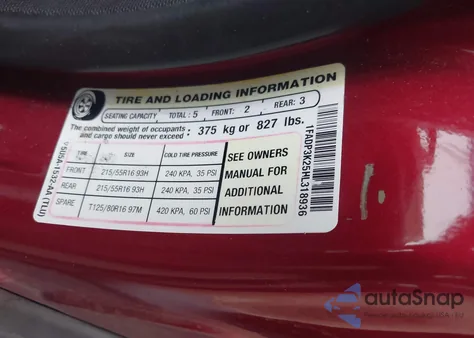 TIRE AND LOADING INFORMATION
SEATING CAPACITY TOTAL: 5 FRONT: 2 REAR: 3
The combined weight of occupants and cargo should never exceed : 375 kg or 827 lbs.
TIRE SIZE COLD TIRE PRESSURE
FRONT 215/55R16 93H 240 KPA, 35 PSI
REAR 215/55R16 93H 240 KPA, 35 PSI
SPARE T125/80R16 97M 420 KPA, 60 PSI
SEE OWNERS
MANUAL FOR
ADDITIONAL
INFORMATION
1FADP3K25HL318936
autoSnap